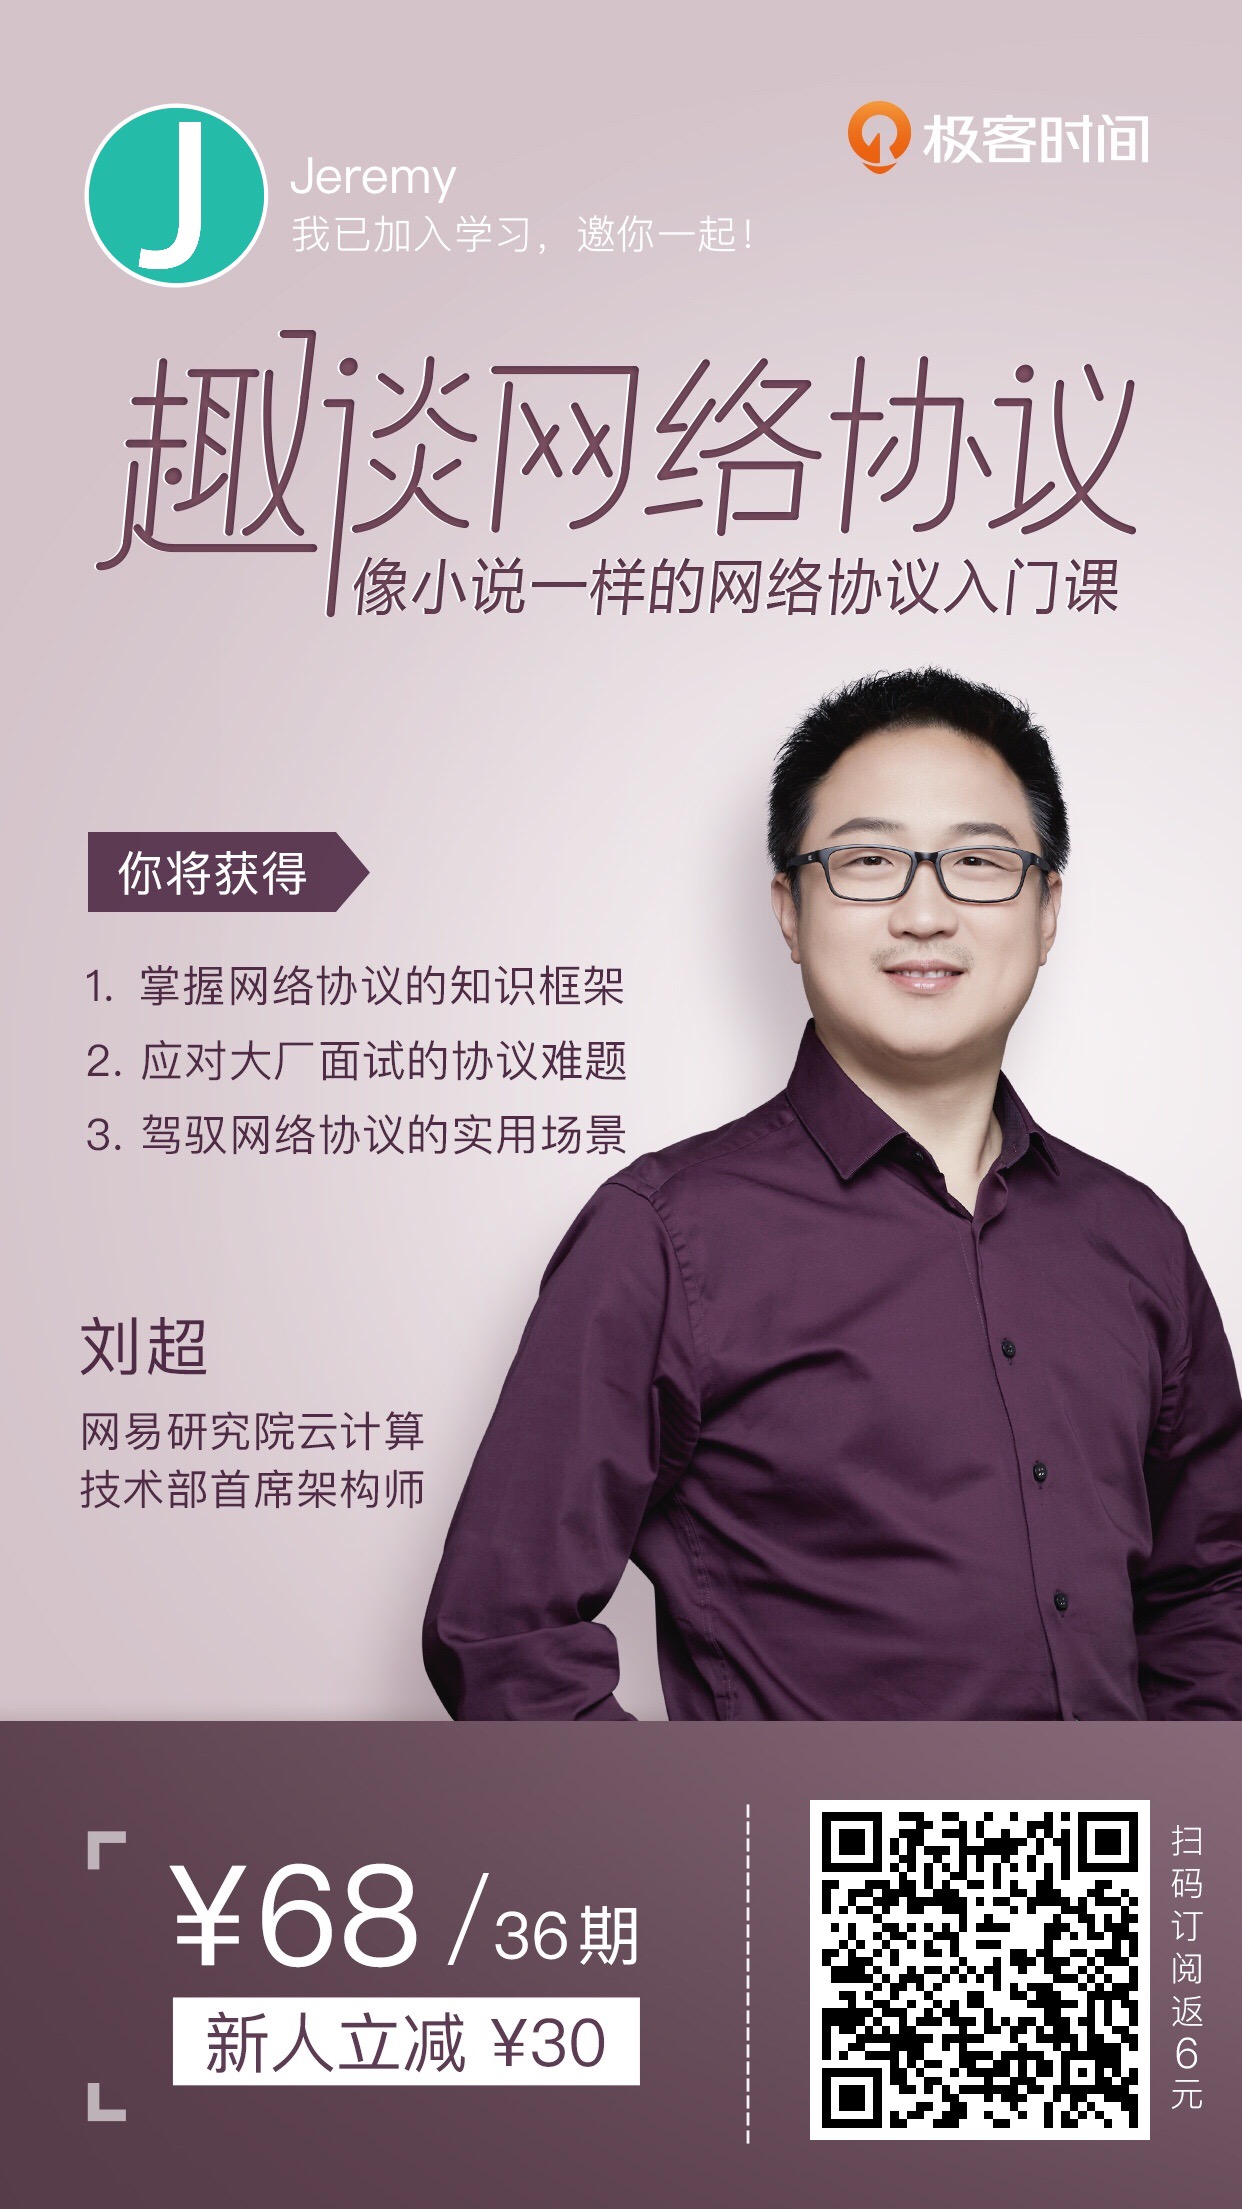 J
Jeremy
我已加入学习，邀你一起！
极客时间
趣谈网络协议
像小说一样的网络协议入门课
你将获得
1. 掌握网络协议的知识框架
2. 应对大厂面试的协议难题
3. 驾驭网络协议的实用场景
刘超
网易研究院云计算
技术部首席架构师
¥68/36期
新人立减 ¥30
扫码订阅返6元